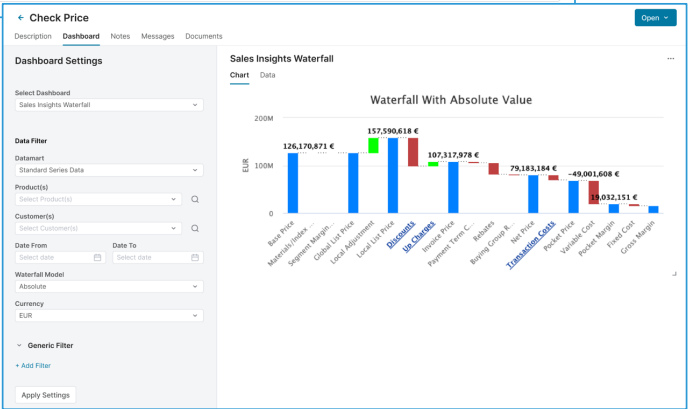 ← Check Price
Open
Description Dashboard Notes Messages Documents
Dashboard Settings
Select Dashboard
Sales Insights Waterfall
Data Filter
Datamart
Standard Series Data
Product(s)
Select Product(s)
Customer(s)
Select Customer(s)
Date From Date To
Select date Select date
Waterfall Model
Absolute
Currency
EUR
Generic Filter
+ Add Filter
Apply Settings
Sales Insights Waterfall
...
Chart Data
Waterfall With Absolute Value
EUR
200M
100M
0
126,170,871 €
157,590,618 €
107,317,978 €
79,183,184 €
-49,001,608 €
19,032,151 €
Base Price
Materials/Index ...
Segment Margin...
Global List Price
Local Adjustment
Local List Price
Discounts
Up Charges
Invoice Price
Payment Term C...
Rebates
Buying Group R...
Net Price
Transaction Costs
Pocket Price
Variable Cost
Pocket Margin
Fixed Cost
Gross Margin